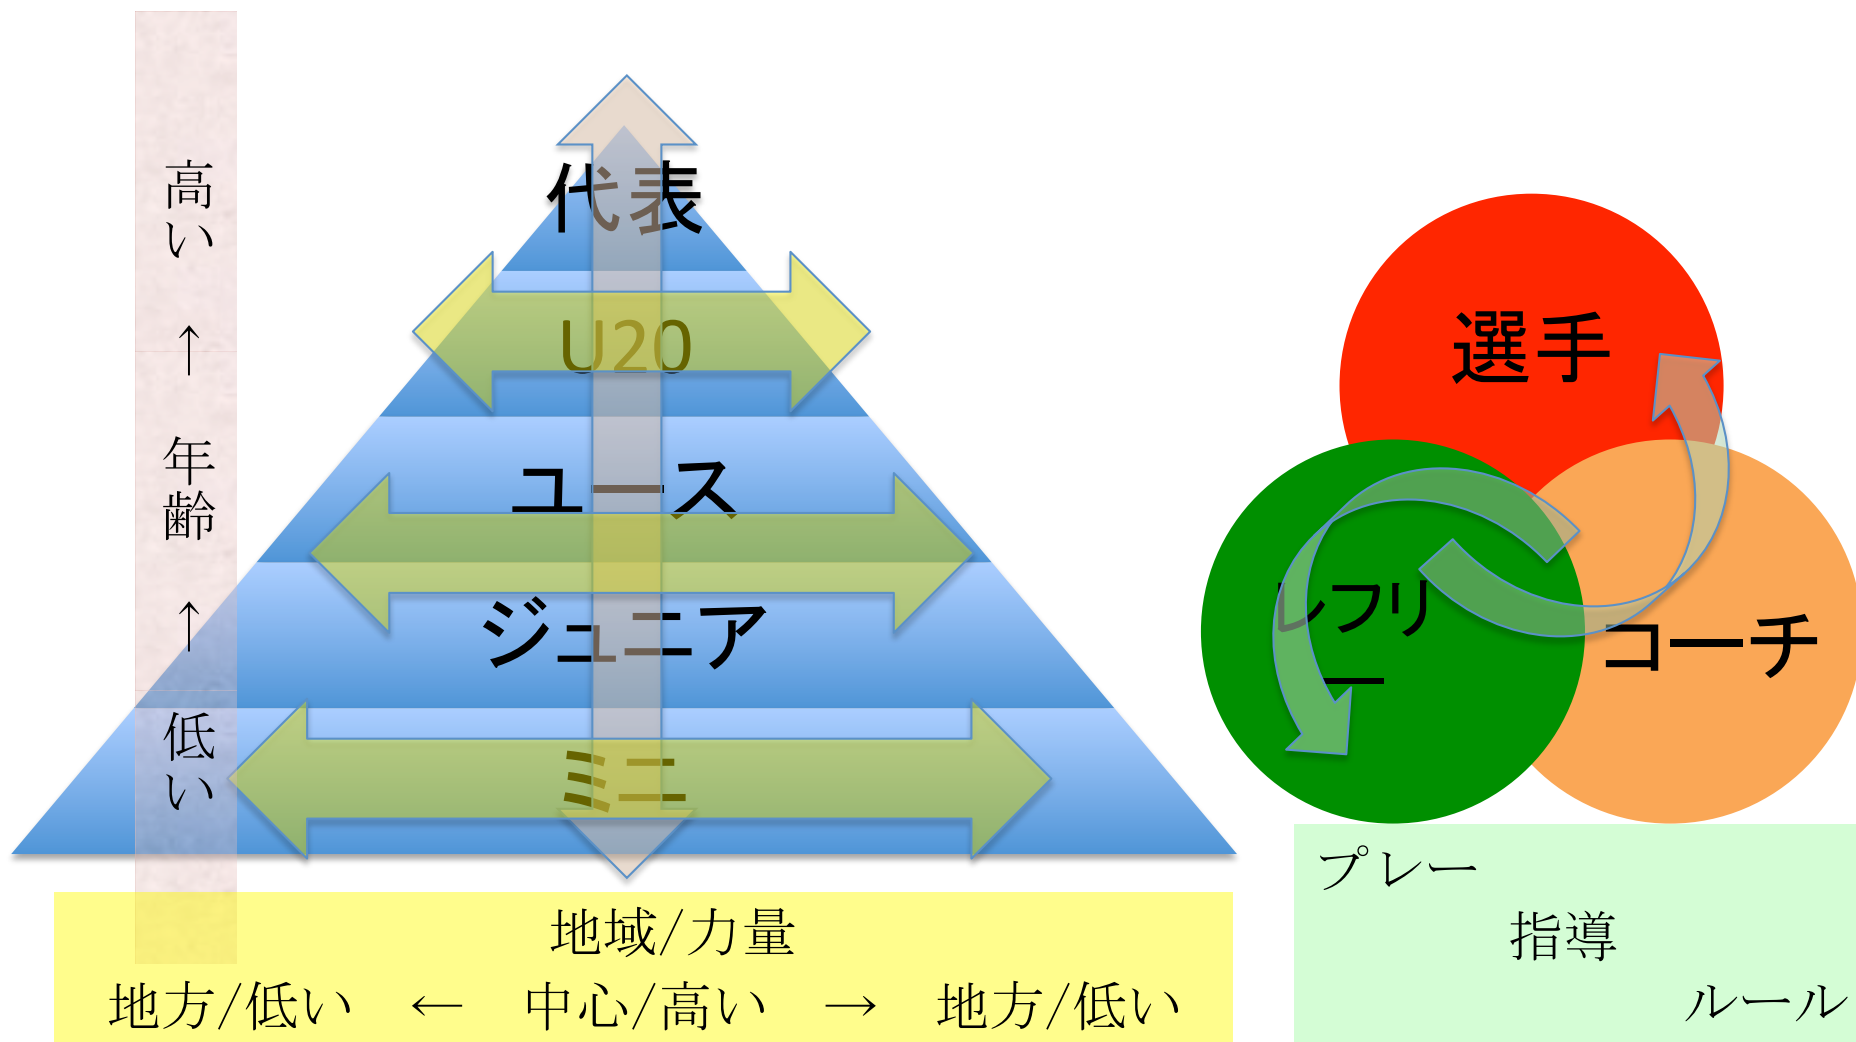 高い ↑ 年齢 ↑ 低い
代表
U20
ユース
ジュニア
ミニ
地域/力量
地方/低い ← 中心/高い → 地方/低い
選手
レフリ
ー
コーチ
プレー
指導
ルール